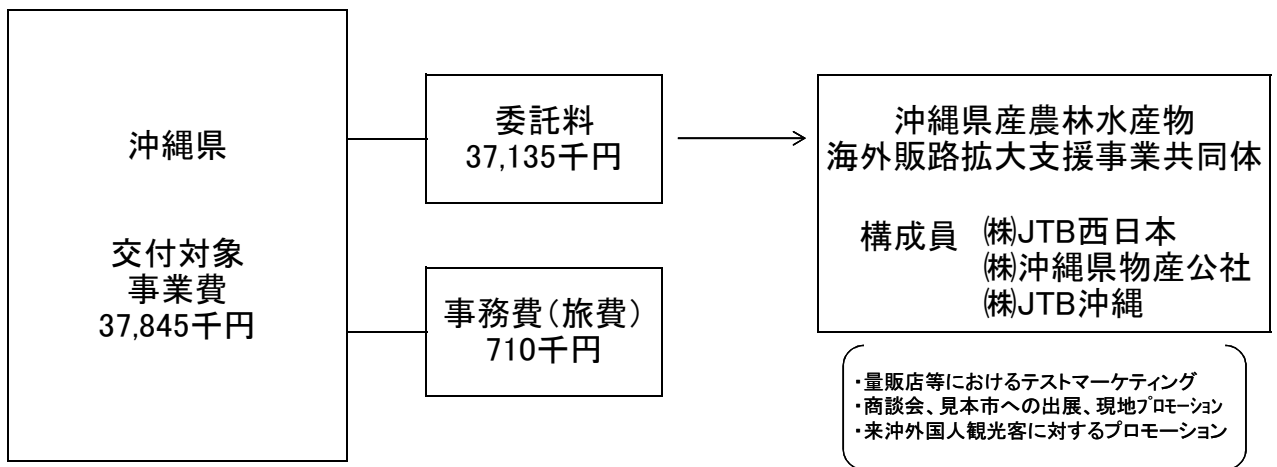 沖縄県
交付対象
事業費
37,845千円
委託料
37,135千円
事務費(旅費)
710千円
沖縄県産農林水産物
海外販路拡大支援事業共同体
構成員 ㈱JTB西日本
㈱沖縄県物産公社
㈱JTB沖縄
・量販店等におけるテストマーケティング
・商談会、見本市への出展、現地プロモーション
・来沖外国人観光客に対するプロモーション